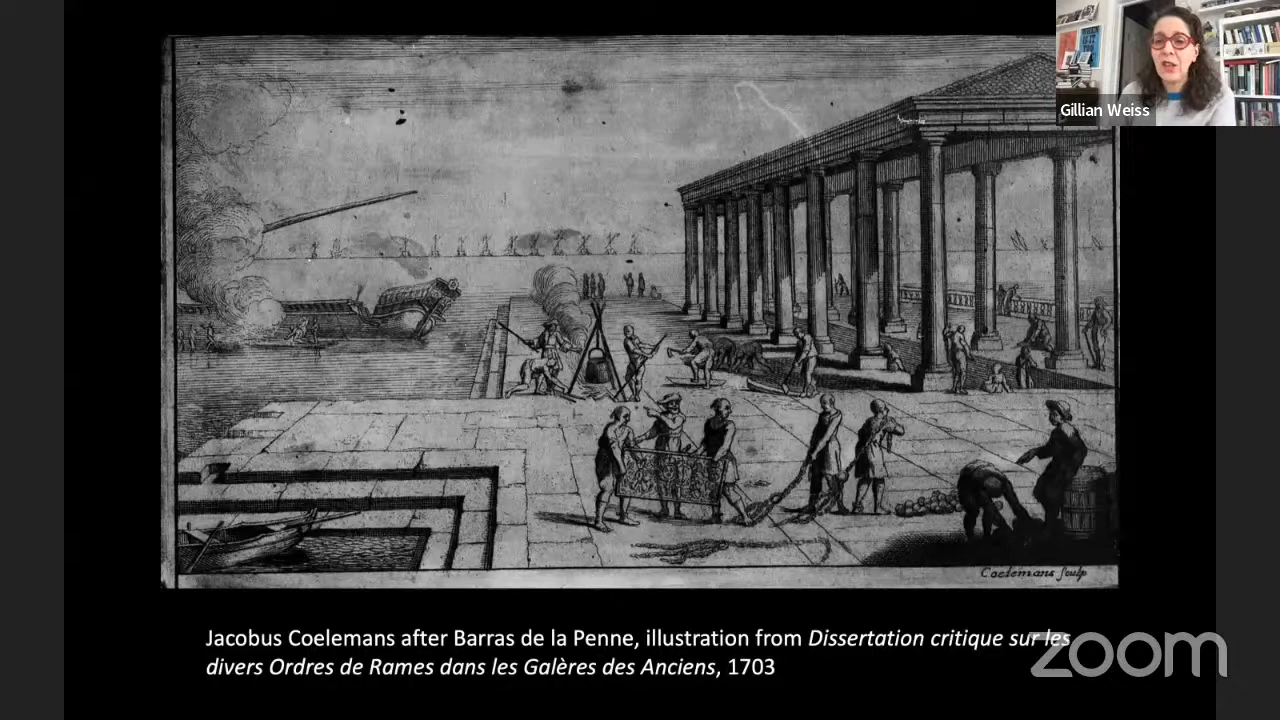 Gillian Weiss
Coelemans sculp
Jacobus Coelemans after Barras de la Penne, illustration from Dissertation critique sur les
divers Ordres de Rames dans les Galères des Anciens, 1703
zoom